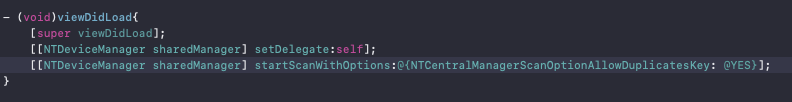 - (void)viewDidLoad{
[super viewDidLoad];
[[NTDeviceManager sharedManager] setDelegate:self];
[[NTDeviceManager sharedManager] startScanWithOptions:@{NTCentralManagerScanOptionAllowDuplicatesKey: @YES}];
}